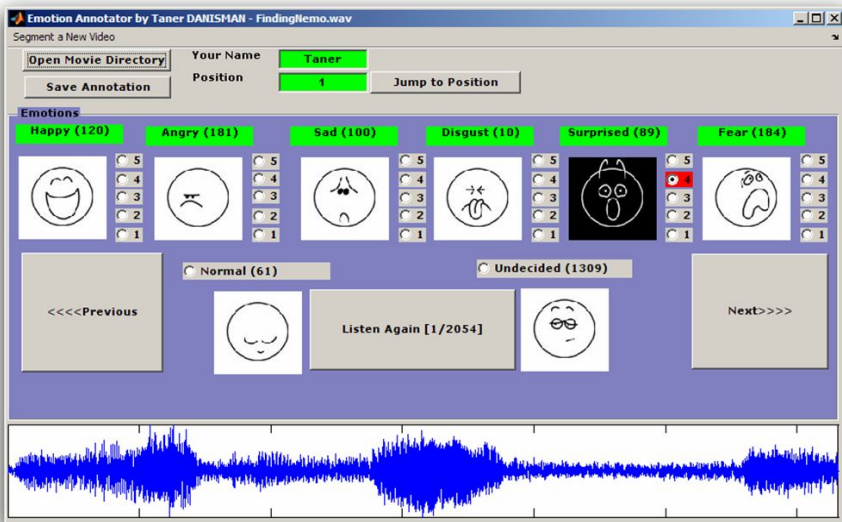 Emotion Annotator by Taner DANISMAN - FindingNemo.wav
Segment a New Video
Open Movie Directory
Your Name
Taner
Save Annotation
Position
1
Jump to Position
Emotions
Happy (120)
Angry (181)
Sad (100)
Disgust (10)
Surprised (89)
Fear (184)
5 5 5 5 5 5
4 4 4 4 4 4
3 3 3 3 3 3
2 2 2 2 2 2
1 1 1 1 1 1
Normal (61)
Undecided (1309)
<<<<Previous
Listen Again [1/2054]
Next>>>>